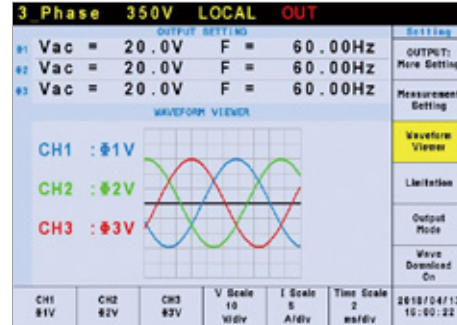 3_Phase 350V LOCAL OUT
OUTPUT SETTING
Φ1 Vac = 20.0V F = 60.00Hz
Φ2 Vac = 20.0V F = 60.00Hz
Φ3 Vac = 20.0V F = 60.00Hz
WAVEFORM VIEWER
CH1 :Φ1V
CH2 :Φ2V
CH3 :Φ3V
Setting
OUTPUT:
More Setting
Measurement
Setting
Waveform
Viewer
Limitation
Output
Mode
Wave
Download
On
CH1
Φ1V
CH2
Φ2V
CH3
Φ3V
V Scale
10
V/div
I Scale
5
A/div
Time Scale
2
ms/div
2018/04/13
16:00:22